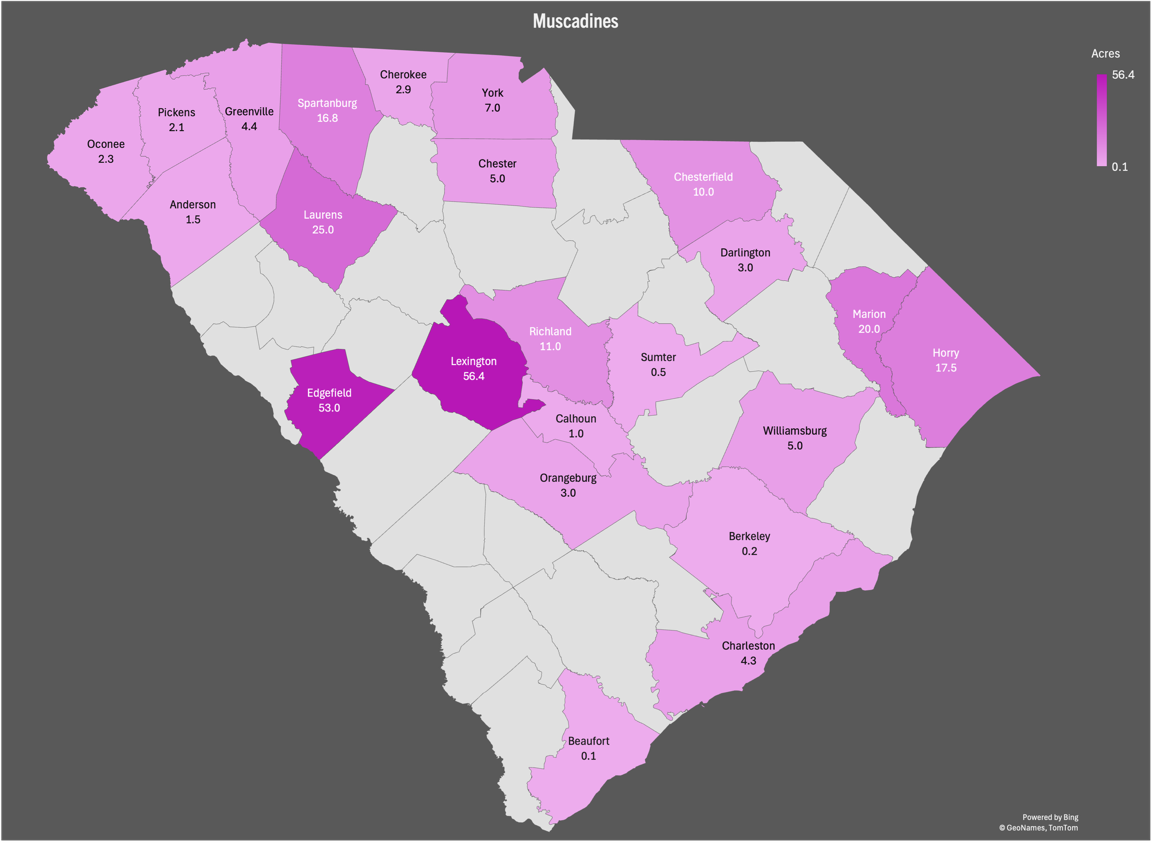 Muscadines
Acres
56.4
0.1
Cherokee
2.9
York
7.0
Spartanburg
16.8
Pickens
2.1
Greenville
4.4
Oconee
2.3
Chester
5.0
Chesterfield
10.0
Anderson
1.5
Laurens
25.0
Darlington
3.0
Marion
20.0
Richland
11.0
Horry
17.5
Sumter
0.5
Lexington
56.4
Edgefield
53.0
Calhoun
1.0
Williamsburg
5.0
Orangeburg
3.0
Berkeley
0.2
Charleston
4.3
Beaufort
0.1
Powered by Bing
© GeoNames, TomTom